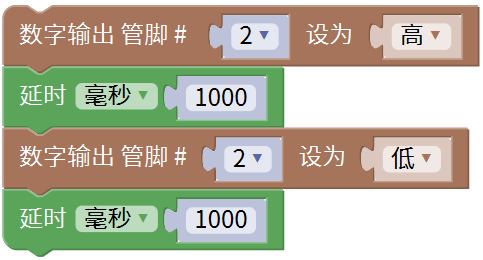 数字输出 管脚 # 2 设为 高
延时 毫秒 1000
数字输出 管脚 # 2 设为 低
延时 毫秒 1000